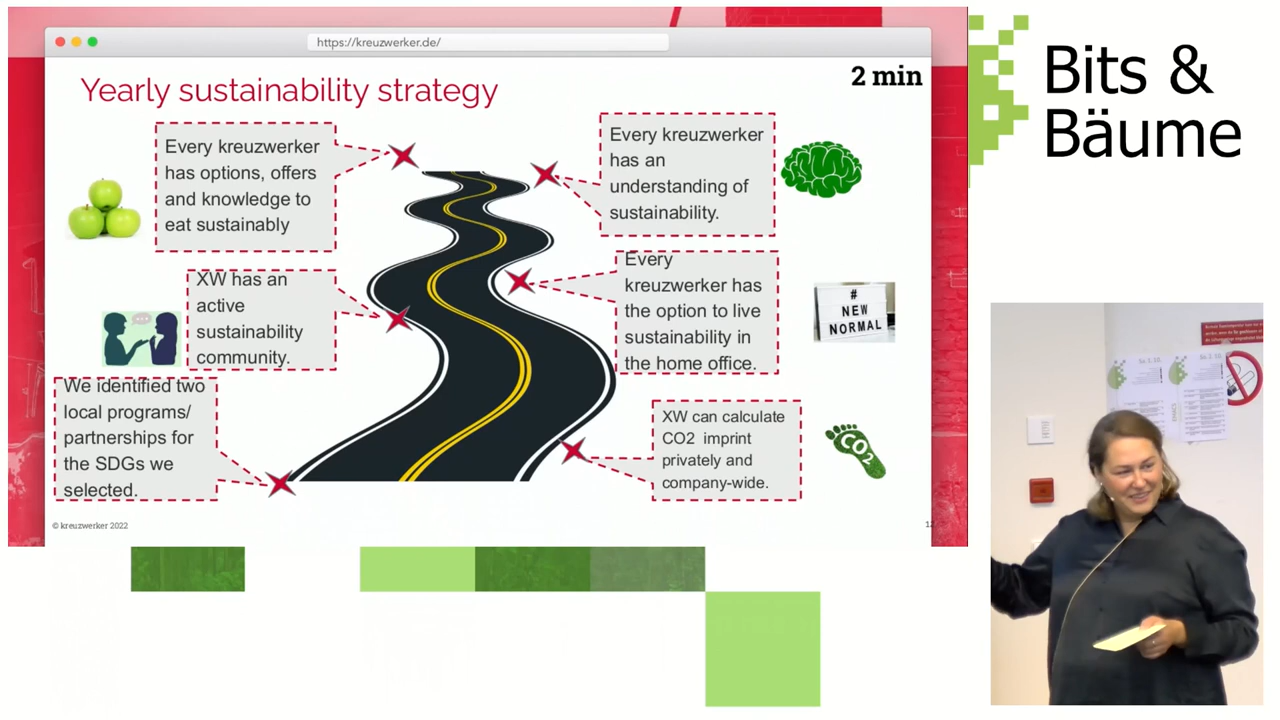 https://kreuzwerker.de/
Yearly sustainability strategy
2 min
Every kreuzwerker
has options, offers
and knowledge to
eat sustainably
Every kreuzwerker
has an
understanding of
sustainability.
XW has an
active
sustainability
community.
Every
kreuzwerker has
the option to live
sustainability in
the home office.
#
NEW
NORMAL
We identified two
local programs/
partnerships for
the SDGs we
selected.
XW can calculate
CO2 imprint
privately and
company-wide.
CO2
© kreuzwerker 2022
Bits &
Bäume